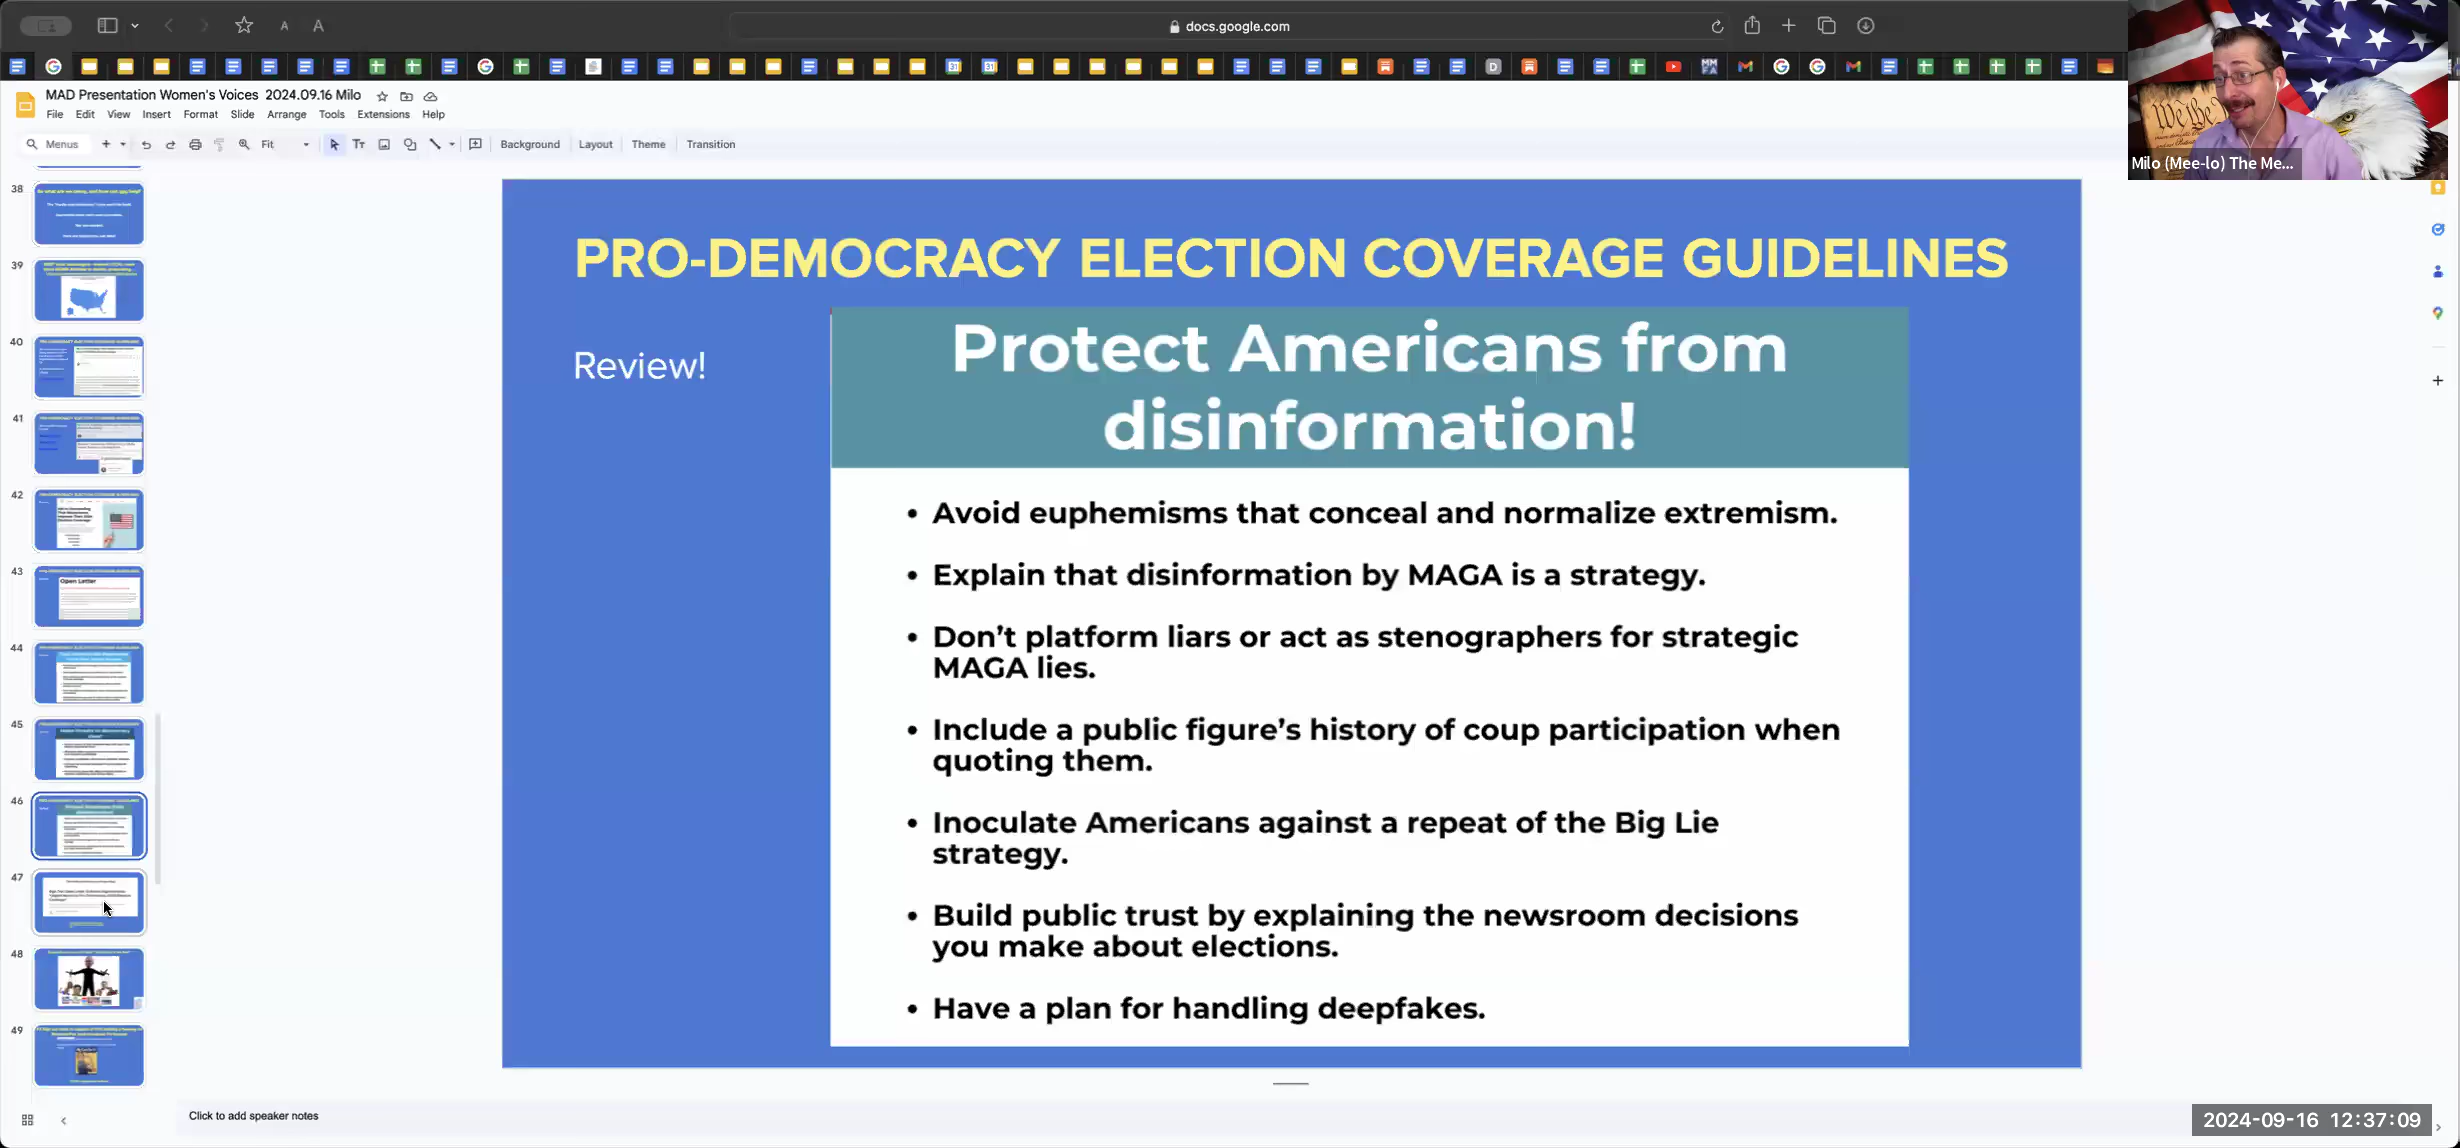 docs.google.com
MAD Presentation Women's Voices 2024.09.16 Milo
File Edit View Insert Format Slide Arrange Tools Extensions Help
Menus Fit Background Layout Theme Transition
38
39
40
41
42
43
Open Letter
44
45
46
47
48
49
PRO-DEMOCRACY ELECTION COVERAGE GUIDELINES
Review!
Protect Americans from
disinformation!
• Avoid euphemisms that conceal and normalize extremism.
• Explain that disinformation by MAGA is a strategy.
• Don't platform liars or act as stenographers for strategic
MAGA lies.
• Include a public figure's history of coup participation when
quoting them.
• Inoculate Americans against a repeat of the Big Lie
strategy.
• Build public trust by explaining the newsroom decisions
you make about elections.
• Have a plan for handling deepfakes.
Click to add speaker notes
We the
Milo (Mee-lo) The Me...
2024-09-16 12:37:09